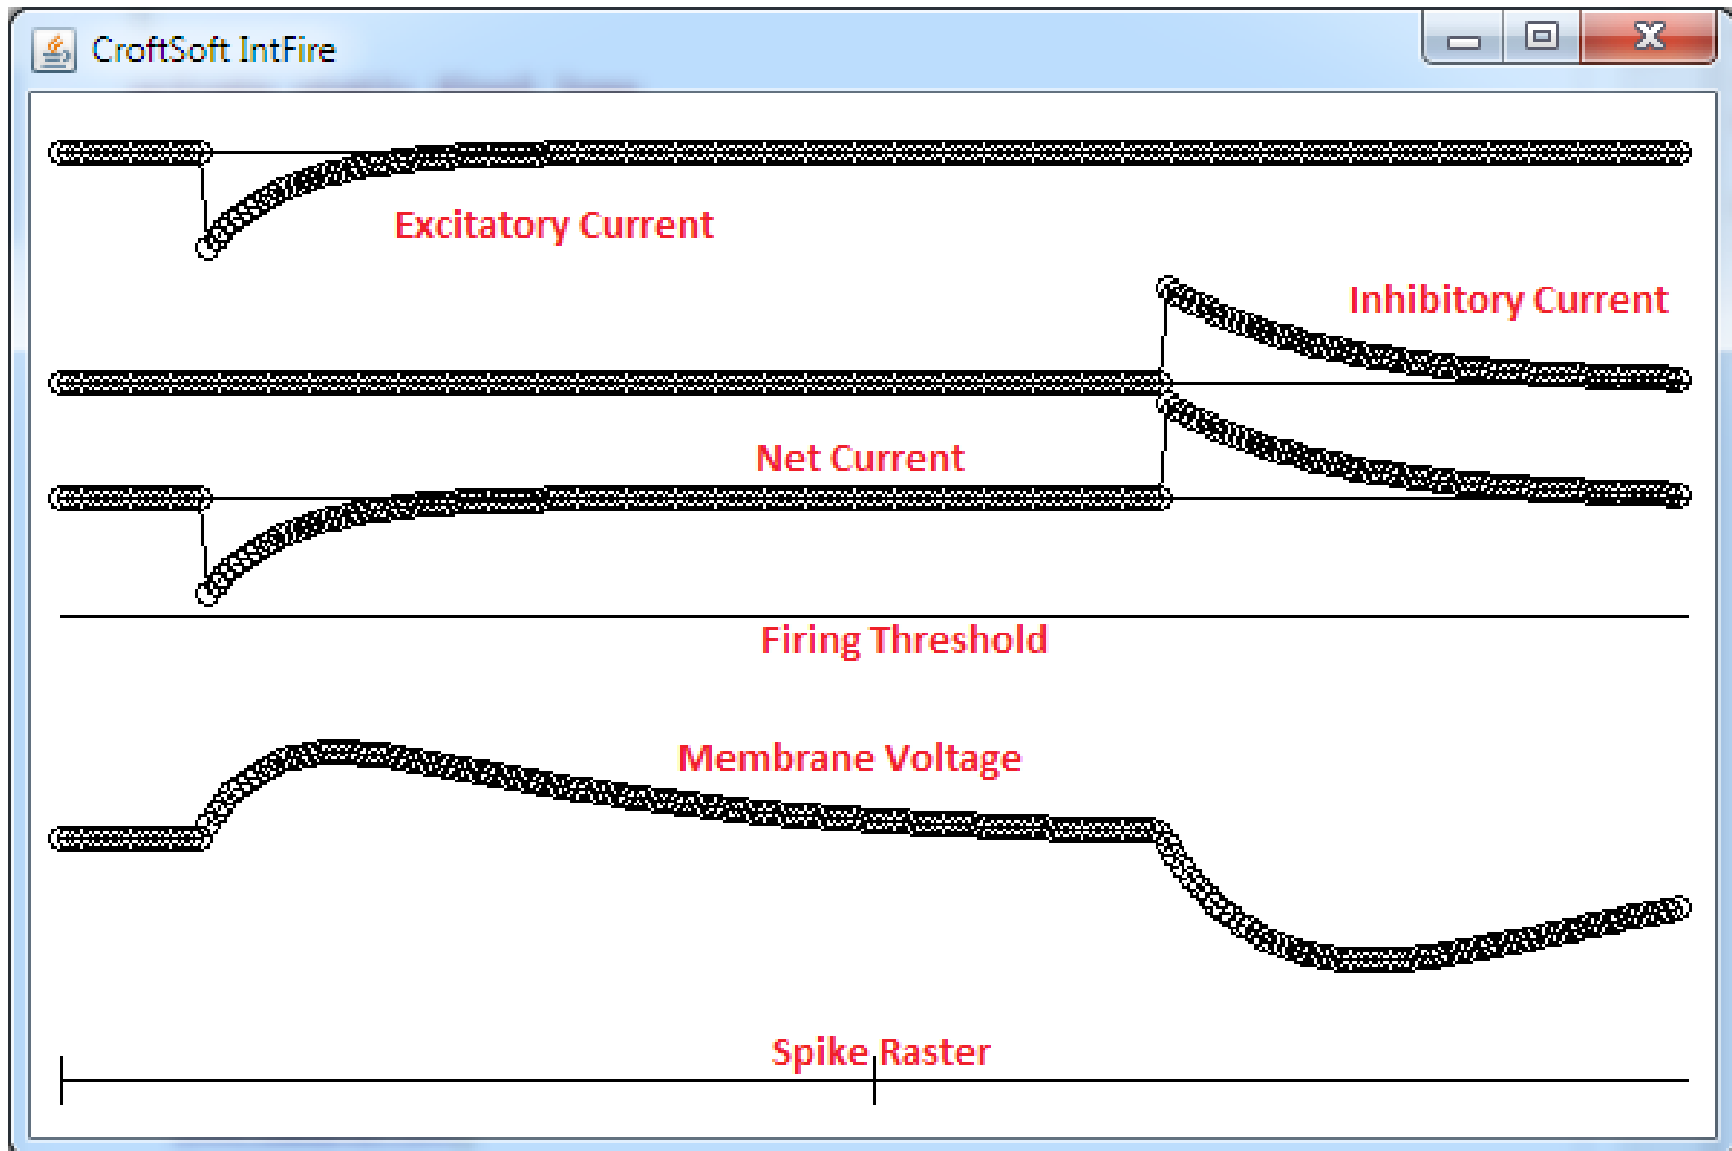 CroftSoft IntFire
Excitatory Current
Inhibitory Current
Net Current
Firing Threshold
Membrane Voltage
Spike Raster